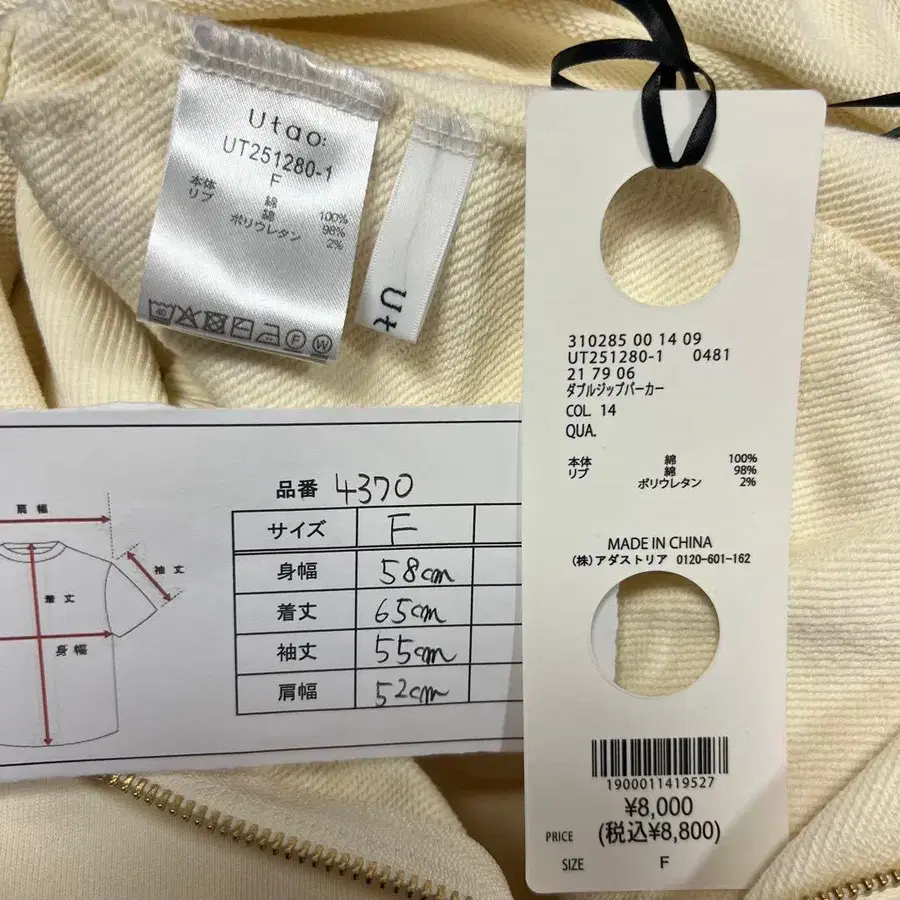 Utao:
UT251280-1
F
本体 綿 100%
リブ 綿 98%
ポリウレタン 2%
40
F
W
Ut
310285 00 14 09
UT251280-1 0481
21 79 06
ダブルジップパーカー
COL. 14
QUA.
本体 綿 100%
リブ 綿 98%
ポリウレタン 2%
MADE IN CHINA
(株)アダストリア 0120-601-162
1900011419527
¥8,000
PRICE (税込¥8,800)
SIZE F
品番 4370
サイズ F
身幅 58cm
着丈 65cm
袖丈 55cm
肩幅 52cm
肩幅
袖丈
着丈
身幅